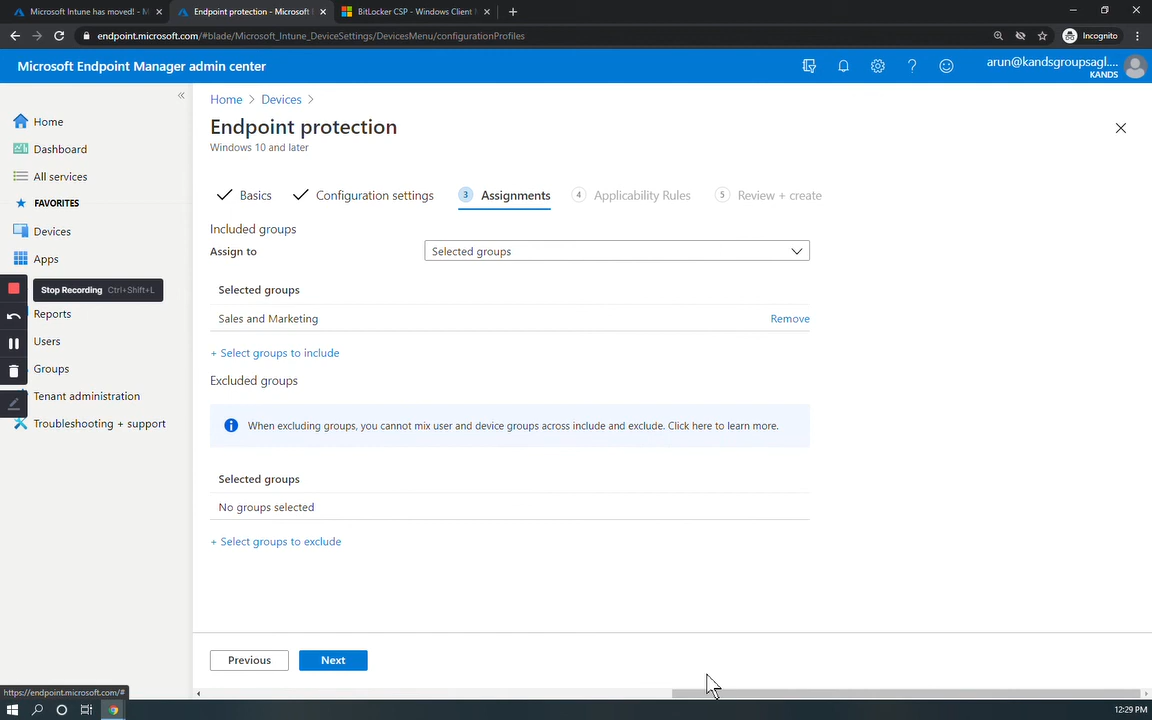 Microsoft Intune has moved! - M
Endpoint protection - Microsoft
BitLocker CSP - Windows Client
endpoint.microsoft.com/#blade/Microsoft_Intune_DeviceSettings/DevicesMenu/configurationProfiles
Incognito
Microsoft Endpoint Manager admin center
arun@kandsgroupsagl....
KANDS
Home
Dashboard
All services
FAVORITES
Devices
Apps
Stop Recording Ctrl+Shift+L
Reports
Users
Groups
Tenant administration
Troubleshooting + support
Home > Devices >
Endpoint protection
Windows 10 and later
Basics
Configuration settings
3 Assignments
4 Applicability Rules
5 Review + create
Included groups
Assign to
Selected groups
Selected groups
Sales and Marketing
Remove
+ Select groups to include
Excluded groups
When excluding groups, you cannot mix user and device groups across include and exclude. Click here to learn more.
Selected groups
No groups selected
+ Select groups to exclude
Previous
Next
https://endpoint.microsoft.com/#
12:29 PM